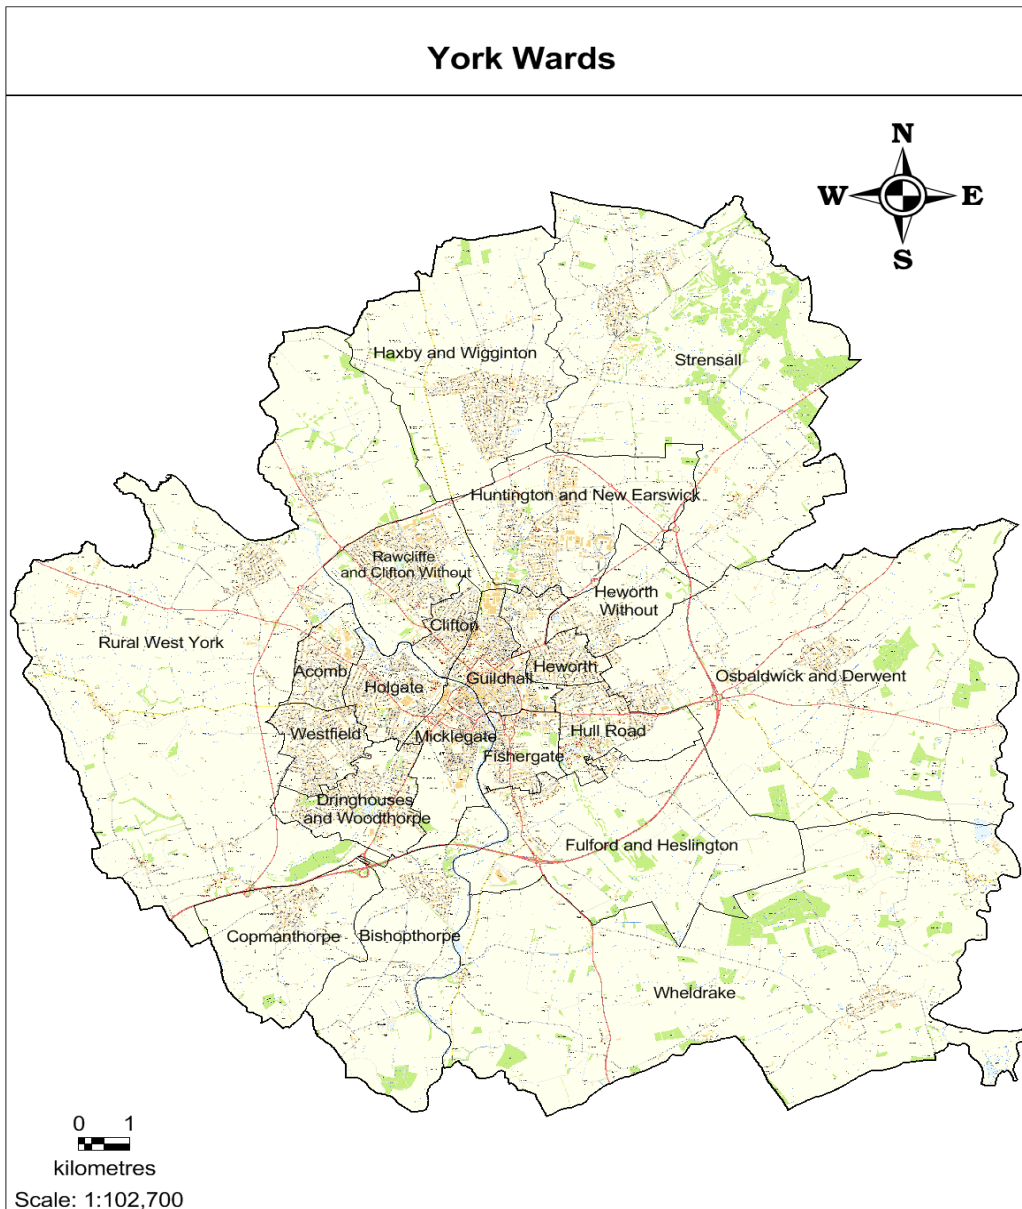 York Wards
N
W E
S
Haxby and Wigginton
Strensall
Huntington and New Earswick
Rawcliffe
and Clifton Without
Heworth
Without
Clifton
Rural West York
Acomb
Heworth
Guildhall
Osbaldwick and Derwent
Holgate
Westfield
Micklegate
Hull Road
Fishergate
Dringhouses
and Woodthorpe
Fulford and Heslington
Copmanthorpe
Bishopthorpe
Wheldrake
0 1
kilometres
Scale: 1:102,700